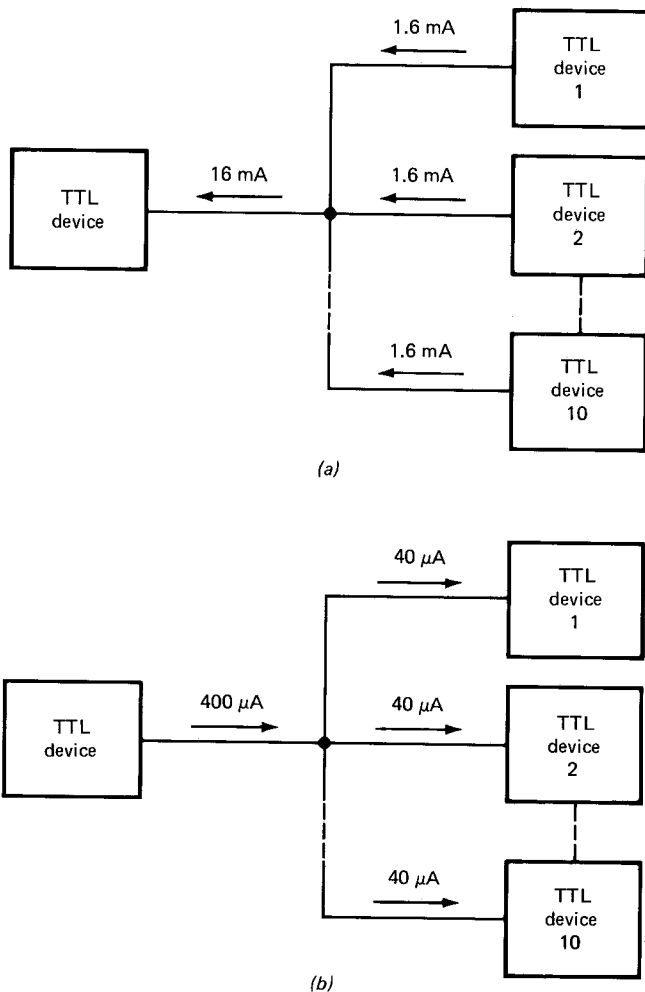 1.6 mA
TTL
device
1
16 mA
TTL
device
1.6 mA
TTL
device
2
1.6 mA
TTL
device
10
(a)
40 μA
TTL
device
1
400 μA
TTL
device
40 μA
TTL
device
2
40 μA
TTL
device
10
(b)